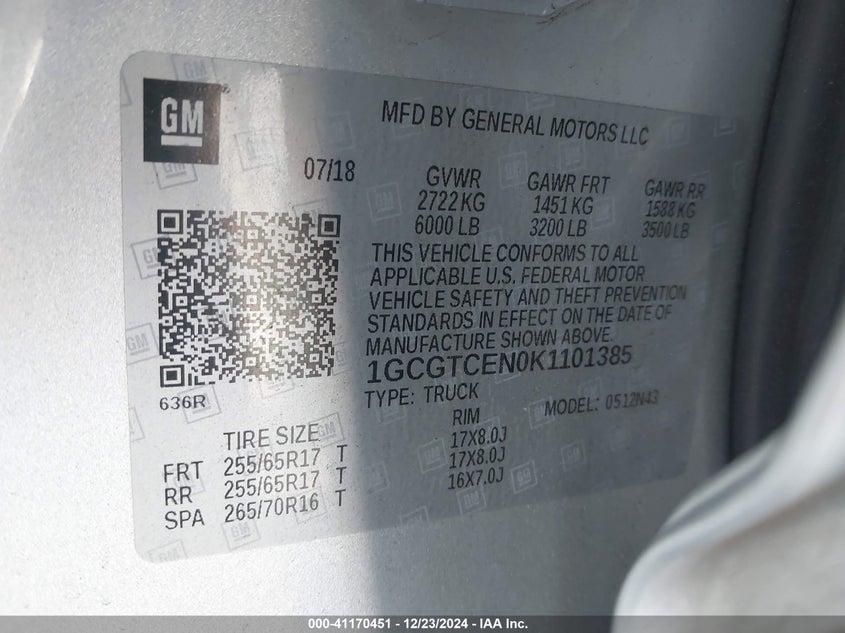 GM
MFD BY GENERAL MOTORS LLC
07/18
GVWR GAWR FRT GAWR RR
2722 KG 1451 KG 1588 KG
6000 LB 3200 LB 3500 LB
THIS VEHICLE CONFORMS TO ALL
APPLICABLE U.S. FEDERAL MOTOR
VEHICLE SAFETY AND THEFT PREVENTION
STANDARDS IN EFFECT ON THE DATE OF
MANUFACTURE SHOWN ABOVE.
1GCGTCEN0K1101385
636R
TYPE: TRUCK MODEL: 0512N43
TIRE SIZE RIM
FRT 255/65R17 T 17X8.0J
RR 255/65R17 T 17X8.0J
SPA 265/70R16 T 16X7.0J
000-41170451 - 12/23/2024 - IAA Inc.